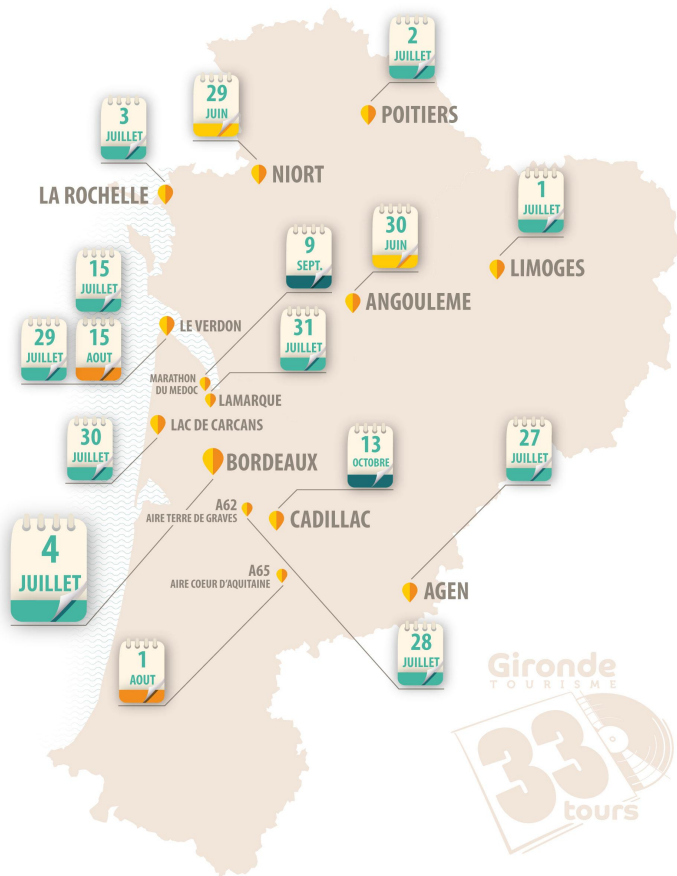 2
JUILLET
POITIERS
29
JUIN
NIORT
3
JUILLET
LA ROCHELLE
1
JUILLET
LIMOGES
30
JUIN
ANGOULEME
9
SEPT.
MARATHON
DU MEDOC
15
JUILLET
29
JUILLET
15
AOUT
LE VERDON
31
JUILLET
LAMARQUE
30
JUILLET
LAC DE CARCANS
4
JUILLET
BORDEAUX
13
OCTOBRE
CADILLAC
27
JUILLET
AGEN
A62
AIRE TERRE DE GRAVES
28
JUILLET
A65
AIRE COEUR D'AQUITAINE
1
AOUT
Gironde
TOURISME
33
tours